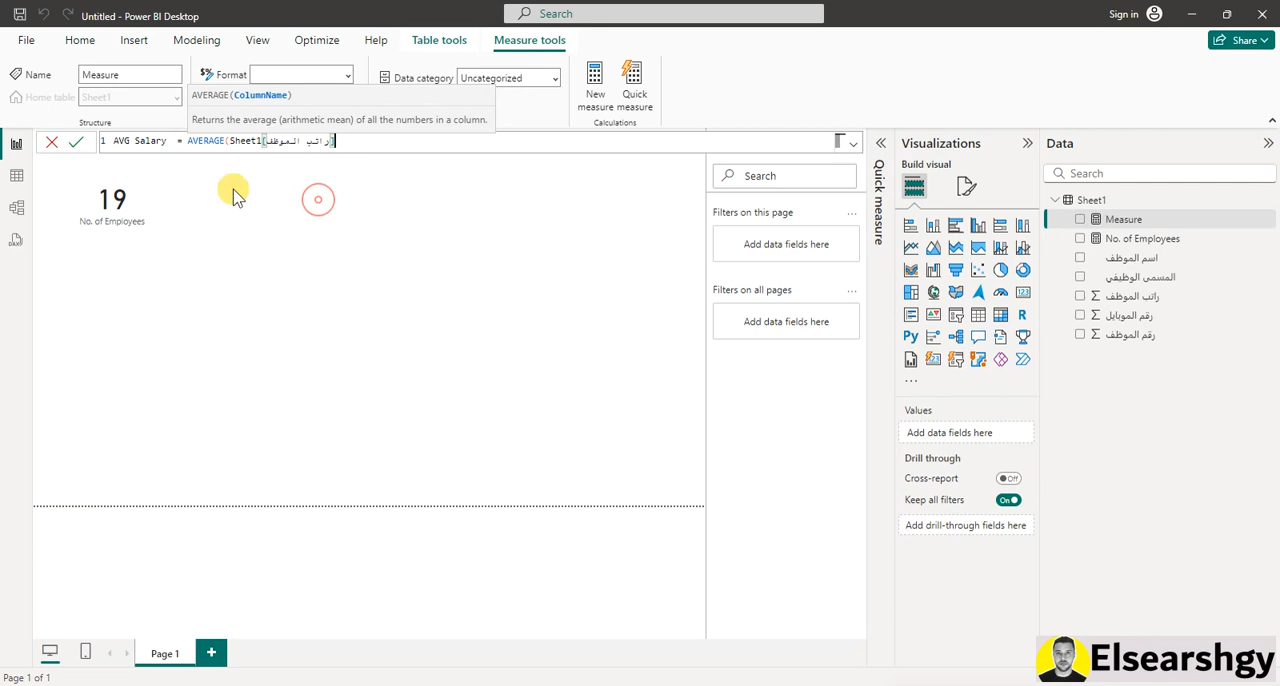 Untitled - Power BI Desktop
Search
Sign in
File
Home
Insert
Modeling
View
Optimize
Help
Table tools
Measure tools
Share
Name
Measure
Format
Data category
Uncategorized
New measure
Quick measure
Home table
Sheet1
Structure
Calculations
AVERAGE(ColumnName)
Returns the average (arithmetic mean) of all the numbers in a column.
1 AVG Salary = AVERAGE(Sheet1[راتب الموظف]
19
No. of Employees
Search
Filters on this page
...
Add data fields here
Filters on all pages
...
Add data fields here
Quick measure
Visualizations
Build visual
123
R
Py
123
...
Values
Add data fields here
Drill through
Cross-report
Off
Keep all filters
On
Add drill-through fields here
Data
Search
Sheet1
Measure
No. of Employees
اسم الموظف
المسمى الوظيفي
راتب الموظف
رقم الموبايل
رقم الموظف
Page 1
Page 1 of 1
Elsearshgy